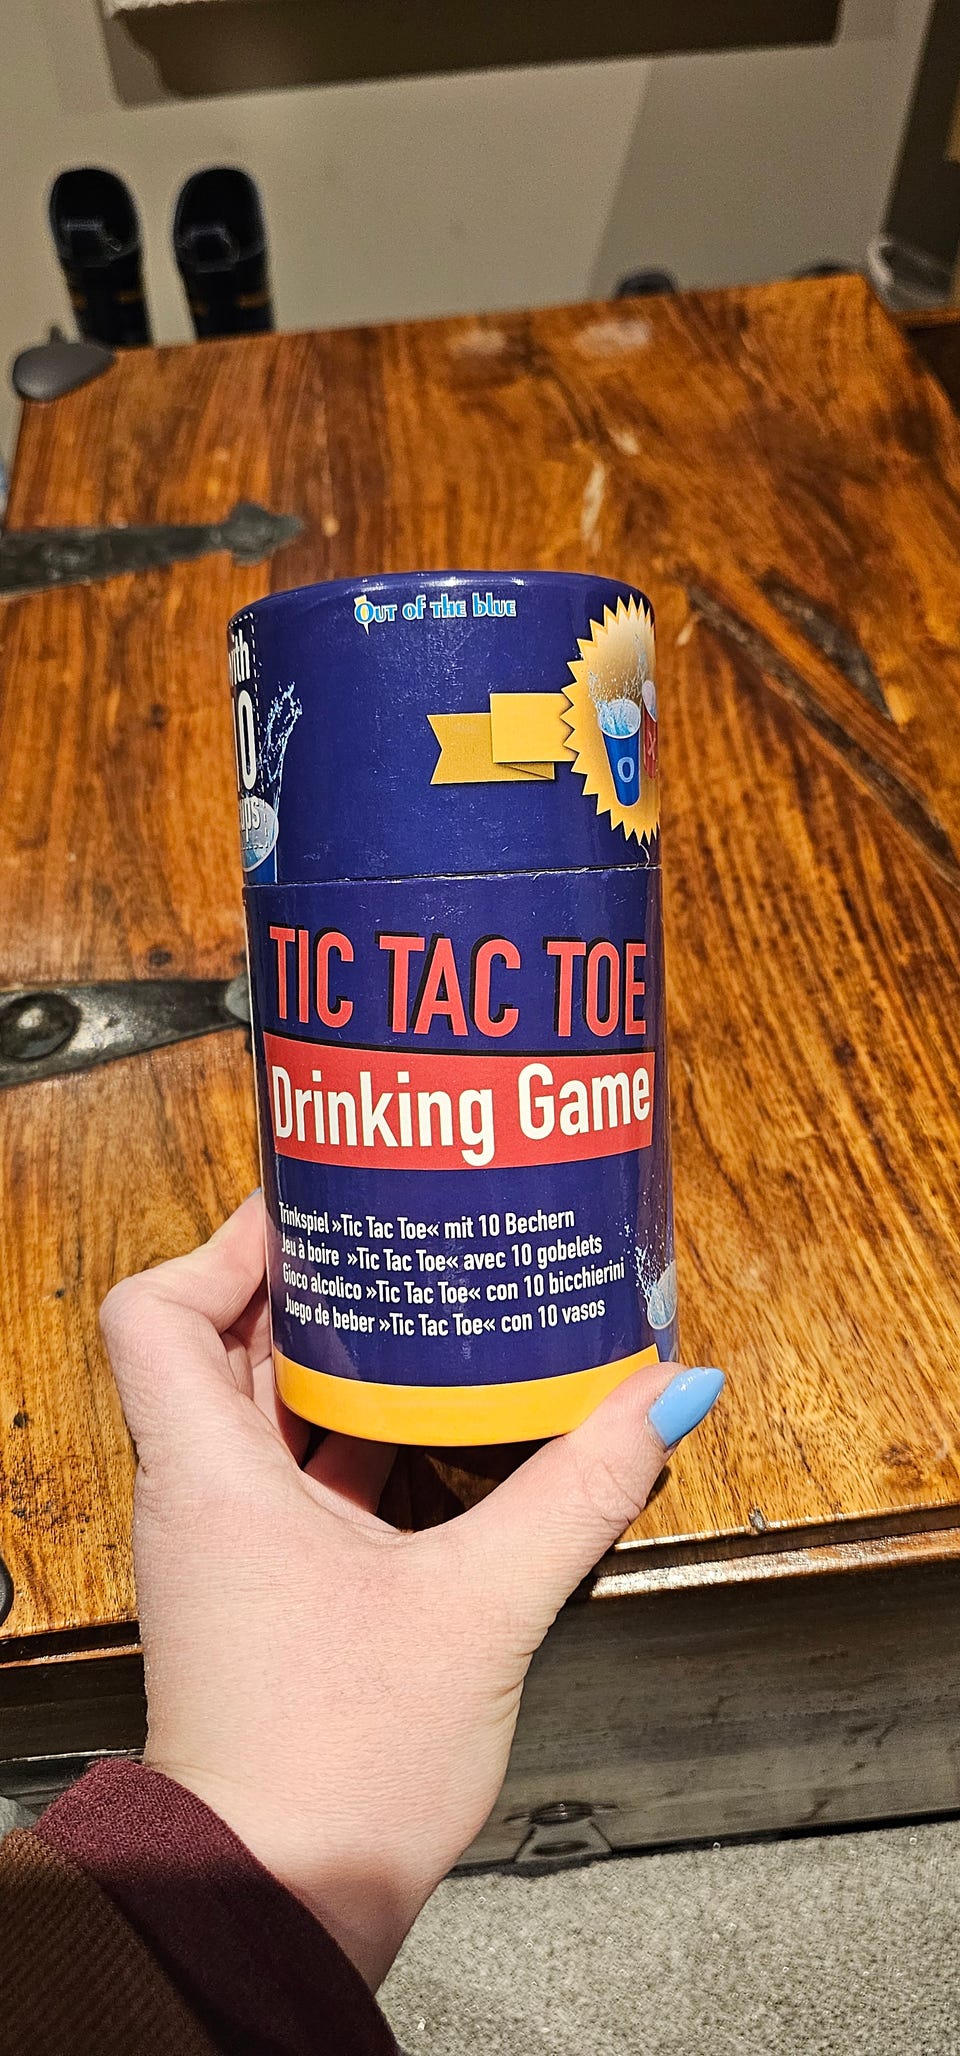 Out of the blue
10
O
X
TIC TAC TOE
Drinking Game
Trinkspiel »Tic Tac Toe« mit 10 Bechern
Jeu à boire »Tic Tac Toe« avec 10 gobelets
Gioco alcolico »Tic Tac Toe« con 10 bicchierini
Juego de beber »Tic Tac Toe« con 10 vasos